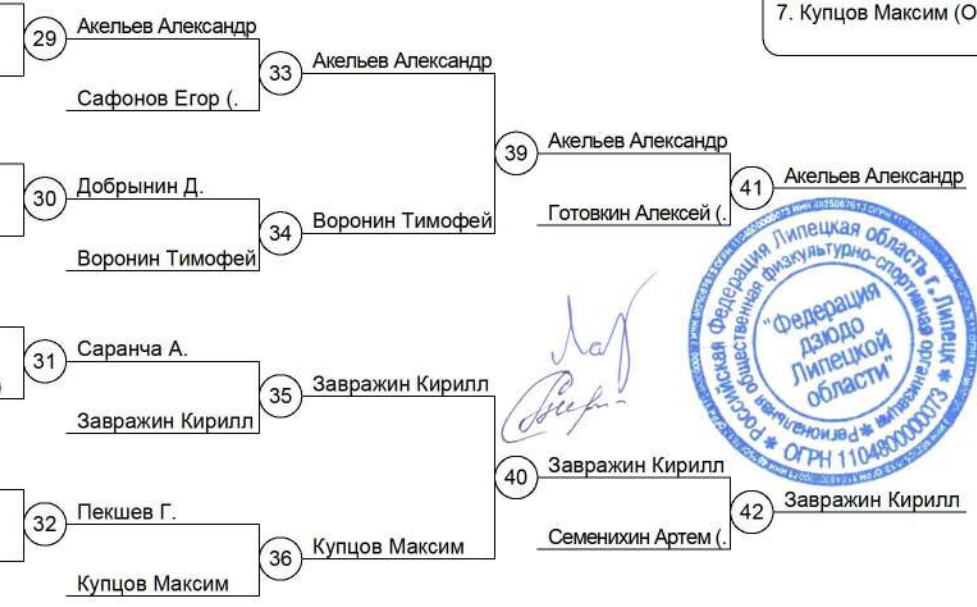 7. Купцов Максим (О
29 Акельев Александр
33 Акельев Александр
Сафонов Егор (.
39 Акельев Александр
41 Акельев Александр
30 Добрынин Д.
Готовкин Алексей (.
34 Воронин Тимофей
Воронин Тимофей
31 Саранча А.
35 Завражин Кирилл
Завражин Кирилл
40 Завражин Кирилл
42 Завражин Кирилл
32 Пекшев Г.
Семенихин Артем (.
36 Купцов Максим
Купцов Максим
Российская Федерация Липецкая область г. Липецк
ОГРН 1104800000073
Региональная общественная физкультурно-спортивная организация
"Федерация
дзюдо
Липецкой
области"